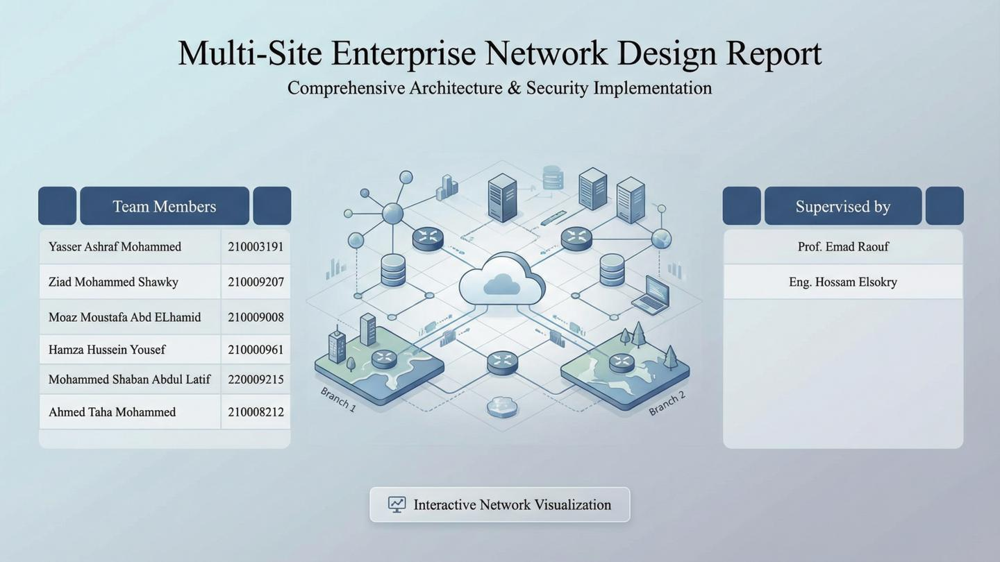 Multi-Site Enterprise Network Design Report
Comprehensive Architecture & Security Implementation
Team Members
Yasser Ashraf Mohammed 210003191
Ziad Mohammed Shawky 210009207
Moaz Moustafa Abd ELhamid 210009008
Hamza Hussein Yousef 210000961
Mohammed Shaban Abdul Latif 220009215
Ahmed Taha Mohammed 210008212
Branch 1
Branch 2
Supervised by
Prof. Emad Raouf
Eng. Hossam Elsokry
Interactive Network Visualization